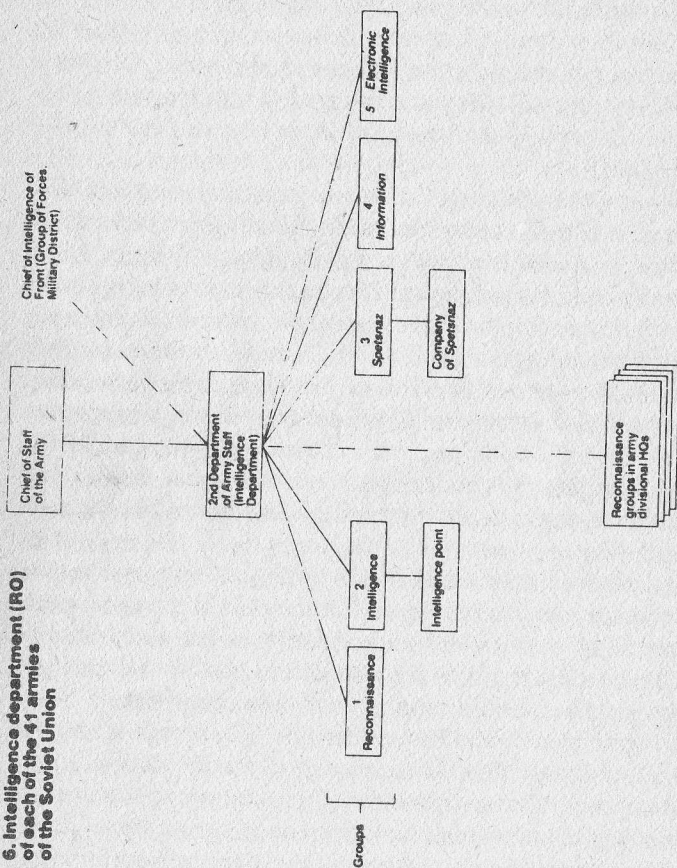 6. Intelligence department (RO)
of each of the 41 armies
of the Soviet Union
Chief of Staff
of the Army
Chief of Intelligence of
Front (Group of Forces.
Military District)
2nd Department
of Army Staff
(Intelligence
Department)
Groups
1
Reconnaissance
2
Intelligence
3
Spetsnaz
4
Information
5 Electronic
Intelligence
Intelligence point
Company
of Spetsnaz
Reconnaissance
groups in army
divisional HQs